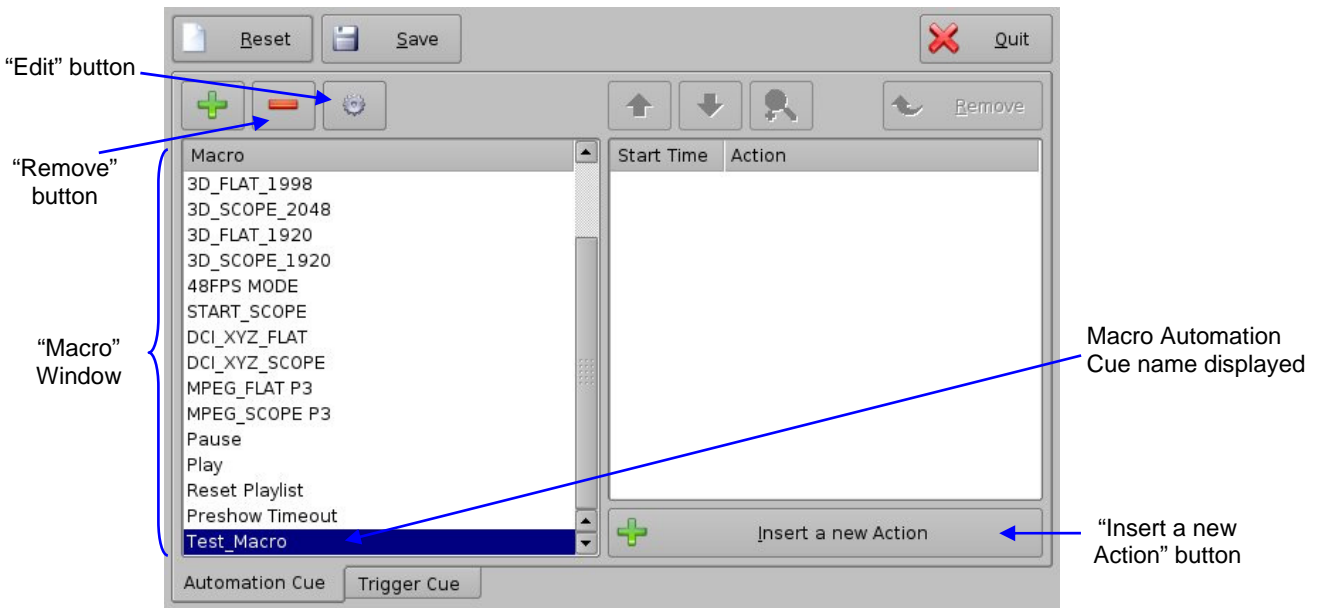 Reset
Save
Quit
“Edit” button
Remove
“Remove”
button
Macro
Start Time
Action
3D_FLAT_1998
3D_SCOPE_2048
3D_FLAT_1920
3D_SCOPE_1920
48FPS MODE
START_SCOPE
DCI_XYZ_FLAT
DCI_XYZ_SCOPE
MPEG_FLAT P3
MPEG_SCOPE P3
Pause
Play
Reset Playlist
Preshow Timeout
Test_Macro
“Macro”
Window
Macro Automation
Cue name displayed
Insert a new Action
“Insert a new
Action” button
Automation Cue
Trigger Cue